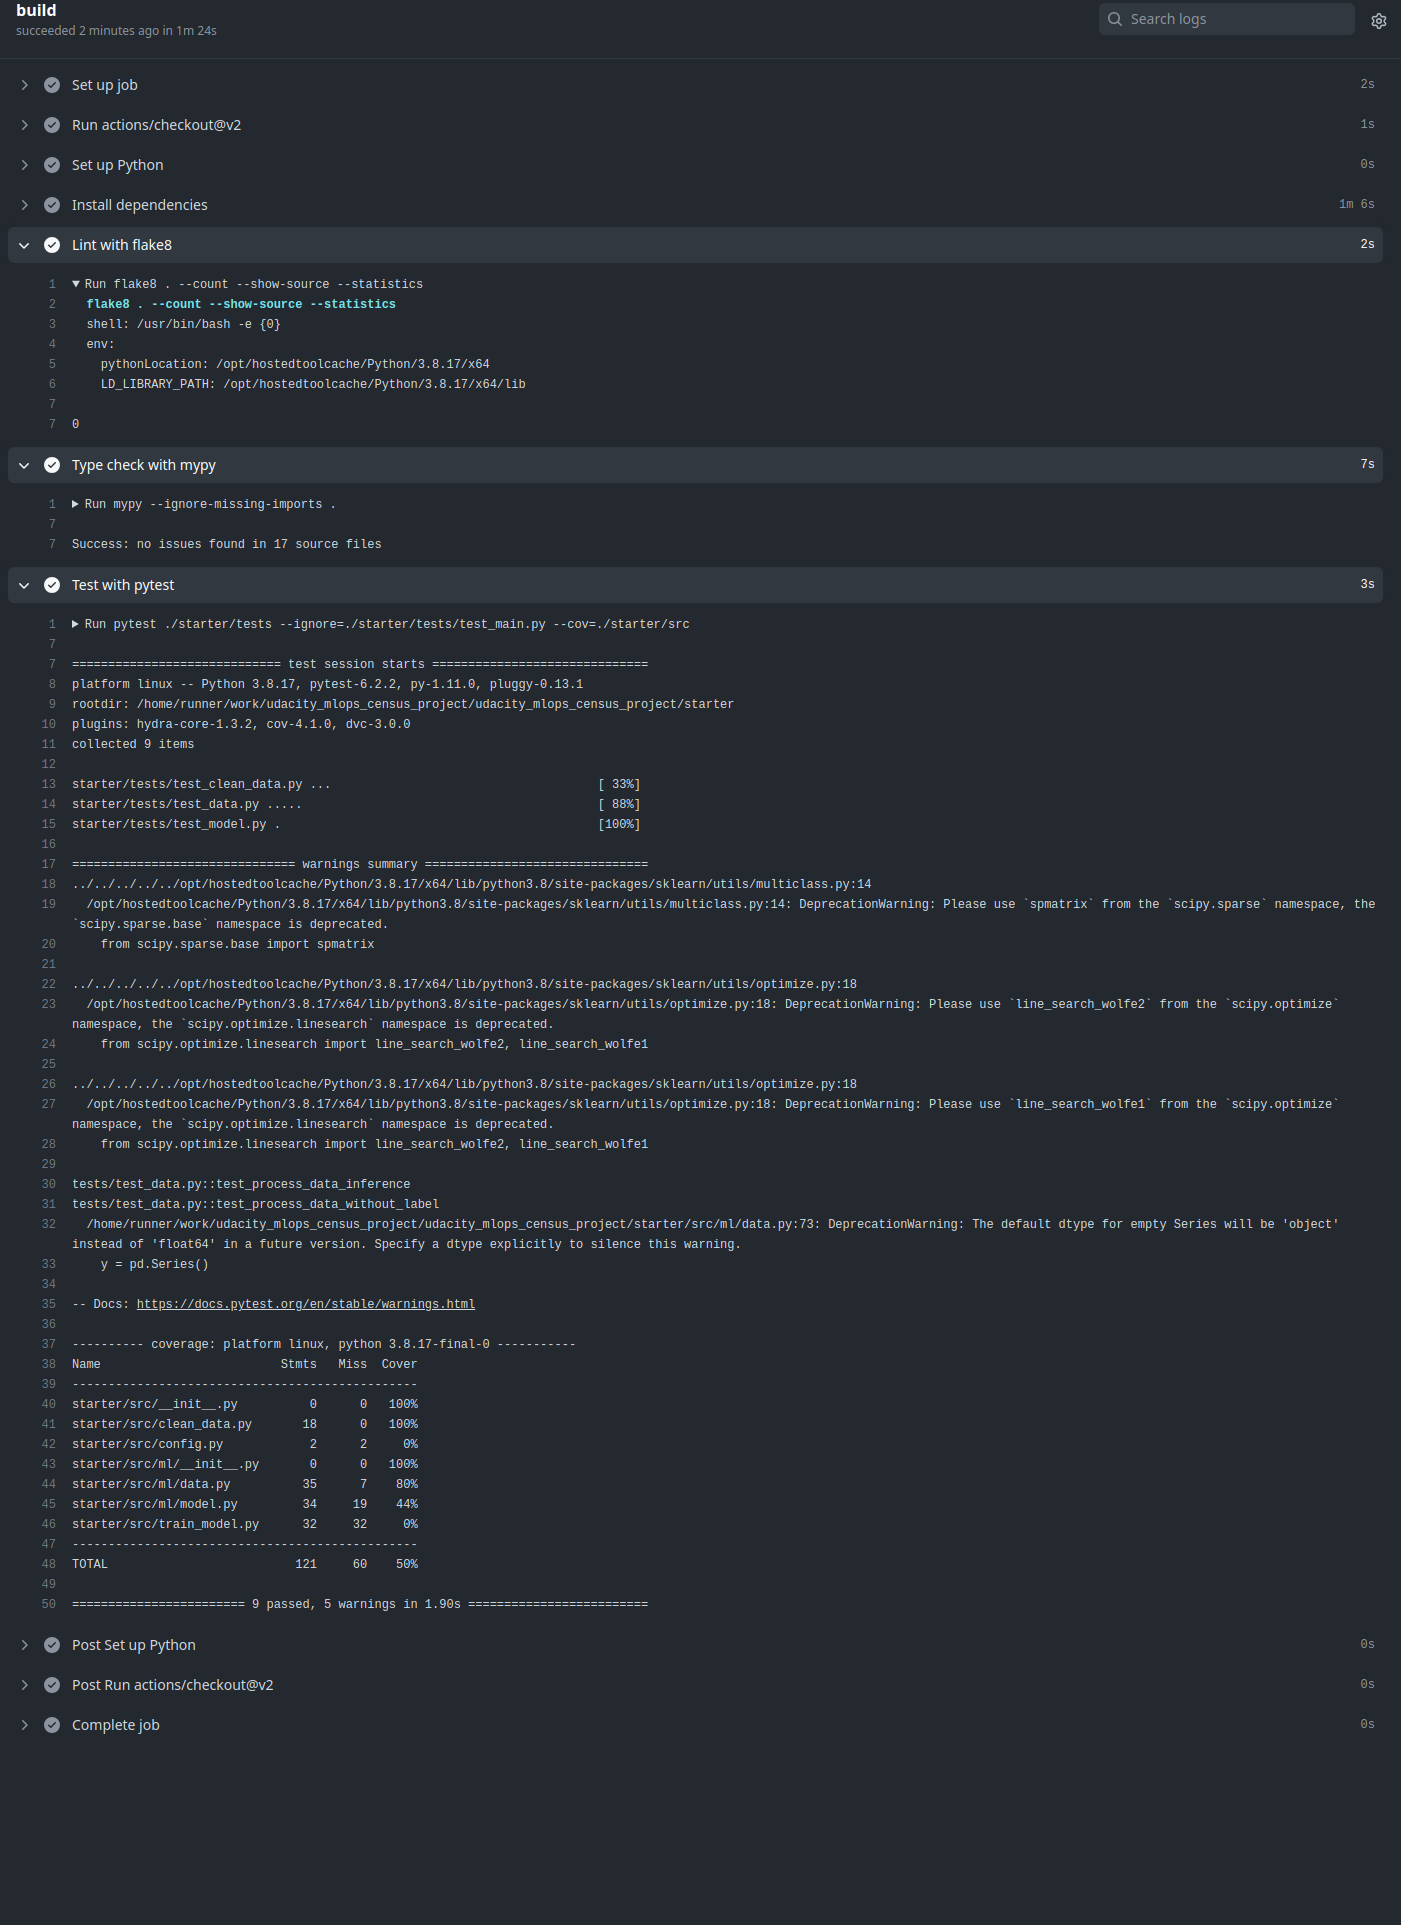 build
succeeded 2 minutes ago in 1m 24s
Search logs
Set up job 2s
Run actions/checkout@v2 1s
Set up Python 0s
Install dependencies 1m 6s
Lint with flake8 2s
1 Run flake8 . --count --show-source --statistics
2 flake8 . --count --show-source --statistics
3 shell: /usr/bin/bash -e {0}
4 env:
5 pythonLocation: /opt/hostedtoolcache/Python/3.8.17/x64
6 LD_LIBRARY_PATH: /opt/hostedtoolcache/Python/3.8.17/x64/lib
7
7 0
Type check with mypy 7s
1 Run mypy --ignore-missing-imports .
7
7 Success: no issues found in 17 source files
Test with pytest 3s
1 Run pytest ./starter/tests --ignore=./starter/tests/test_main.py --cov=./starter/src
7
7 ============================= test session starts ==============================
8 platform linux -- Python 3.8.17, pytest-6.2.2, py-1.11.0, pluggy-0.13.1
9 rootdir: /home/runner/work/udacity_mlops_census_project/udacity_mlops_census_project/starter
10 plugins: hydra-core-1.3.2, cov-4.1.0, dvc-3.0.0
11 collected 9 items
12
13 starter/tests/test_clean_data.py ... [ 33%]
14 starter/tests/test_data.py ..... [ 88%]
15 starter/tests/test_model.py . [100%]
16
17 =============================== warnings summary ===============================
18 ../../../../../opt/hostedtoolcache/Python/3.8.17/x64/lib/python3.8/site-packages/sklearn/utils/multiclass.py:14
19 /opt/hostedtoolcache/Python/3.8.17/x64/lib/python3.8/site-packages/sklearn/utils/multiclass.py:14: DeprecationWarning: Please use `spmatrix` from the `scipy.sparse` namespace, the
`scipy.sparse.base` namespace is deprecated.
20 from scipy.sparse.base import spmatrix
21
22 ../../../../../opt/hostedtoolcache/Python/3.8.17/x64/lib/python3.8/site-packages/sklearn/utils/optimize.py:18
23 /opt/hostedtoolcache/Python/3.8.17/x64/lib/python3.8/site-packages/sklearn/utils/optimize.py:18: DeprecationWarning: Please use `line_search_wolfe2` from the `scipy.optimize`
namespace, the `scipy.optimize.linesearch` namespace is deprecated.
24 from scipy.optimize.linesearch import line_search_wolfe2, line_search_wolfe1
25
26 ../../../../../opt/hostedtoolcache/Python/3.8.17/x64/lib/python3.8/site-packages/sklearn/utils/optimize.py:18
27 /opt/hostedtoolcache/Python/3.8.17/x64/lib/python3.8/site-packages/sklearn/utils/optimize.py:18: DeprecationWarning: Please use `line_search_wolfe1` from the `scipy.optimize`
namespace, the `scipy.optimize.linesearch` namespace is deprecated.
28 from scipy.optimize.linesearch import line_search_wolfe2, line_search_wolfe1
29
30 tests/test_data.py::test_process_data_inference
31 tests/test_data.py::test_process_data_without_label
32 /home/runner/work/udacity_mlops_census_project/udacity_mlops_census_project/starter/src/ml/data.py:73: DeprecationWarning: The default dtype for empty Series will be 'object'
instead of 'float64' in a future version. Specify a dtype explicitly to silence this warning.
33 y = pd.Series()
34
35 -- Docs: https://docs.pytest.org/en/stable/warnings.html
36
37 ---------- coverage: platform linux, python 3.8.17-final-0 -----------
38 Name Stmts Miss Cover
39 ------------------------------------------------
40 starter/src/__init__.py 0 0 100%
41 starter/src/clean_data.py 18 0 100%
42 starter/src/config.py 2 2 0%
43 starter/src/ml/__init__.py 0 0 100%
44 starter/src/ml/data.py 35 7 80%
45 starter/src/ml/model.py 34 19 44%
46 starter/src/train_model.py 32 32 0%
47 ------------------------------------------------
48 TOTAL 121 60 50%
49
50 ======================== 9 passed, 5 warnings in 1.90s =========================
Post Set up Python 0s
Post Run actions/checkout@v2 0s
Complete job 0s